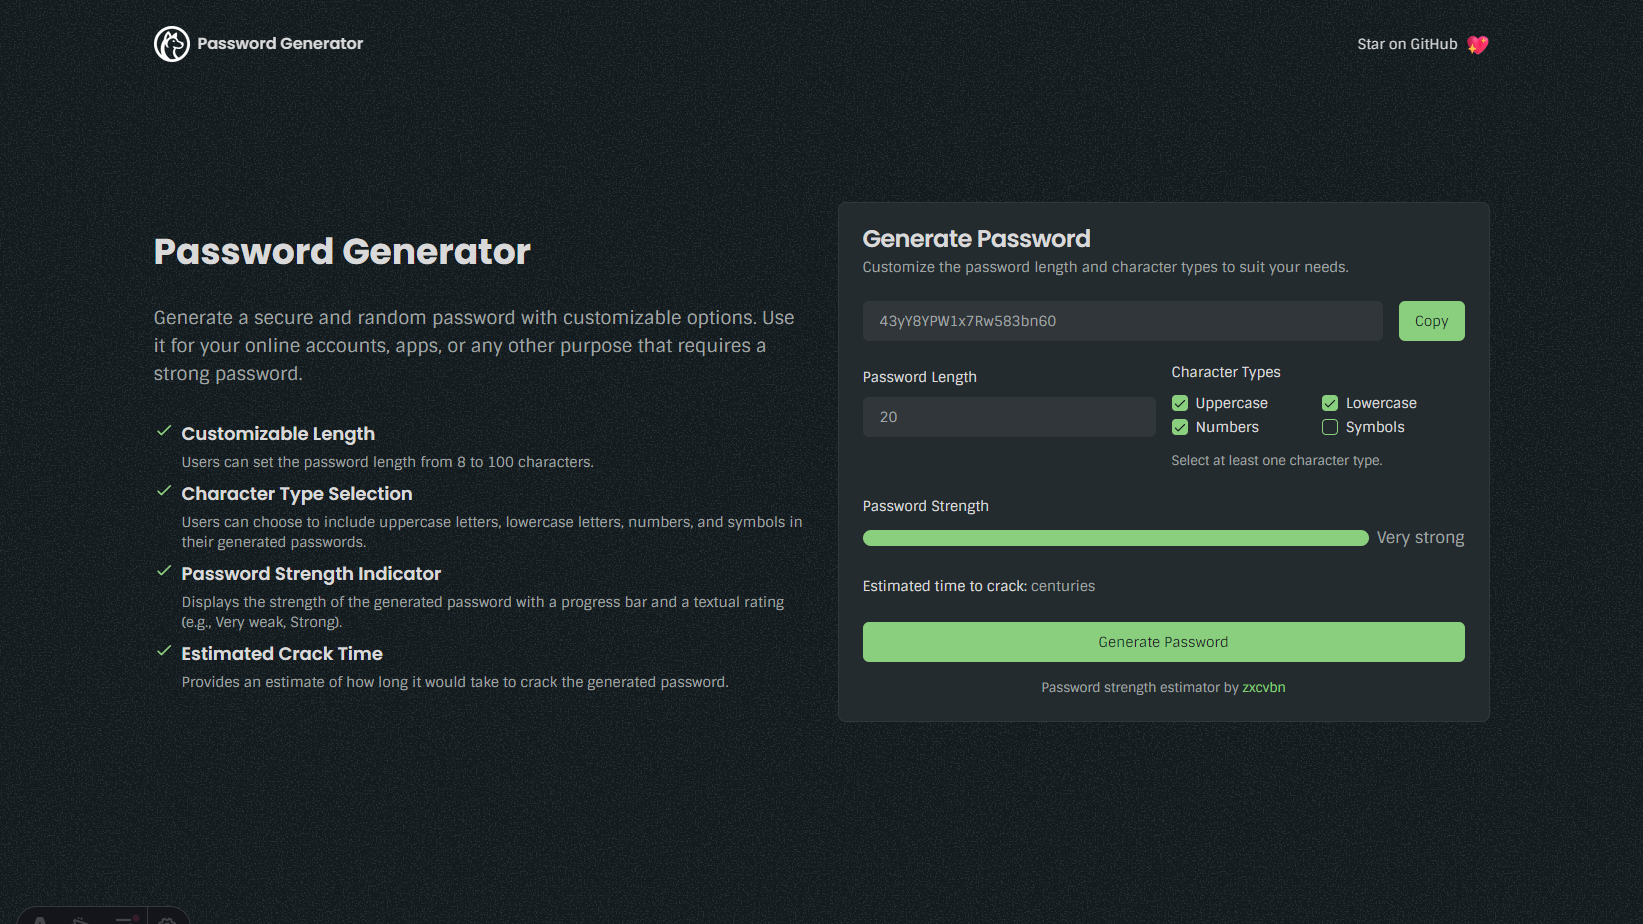 Password Generator
Star on GitHub
Password Generator
Generate a secure and random password with customizable options. Use
it for your online accounts, apps, or any other purpose that requires a
strong password.
Customizable Length
Users can set the password length from 8 to 100 characters.
Character Type Selection
Users can choose to include uppercase letters, lowercase letters, numbers, and symbols in
their generated passwords.
Password Strength Indicator
Displays the strength of the generated password with a progress bar and a textual rating
(e.g., Very weak, Strong).
Estimated Crack Time
Provides an estimate of how long it would take to crack the generated password.
Generate Password
Customize the password length and character types to suit your needs.
43yY8YPW1x7Rw583bn60
Copy
Password Length
20
Character Types
Uppercase
Lowercase
Numbers
Symbols
Select at least one character type.
Password Strength
Very strong
Estimated time to crack: centuries
Generate Password
Password strength estimator by zxcvbn